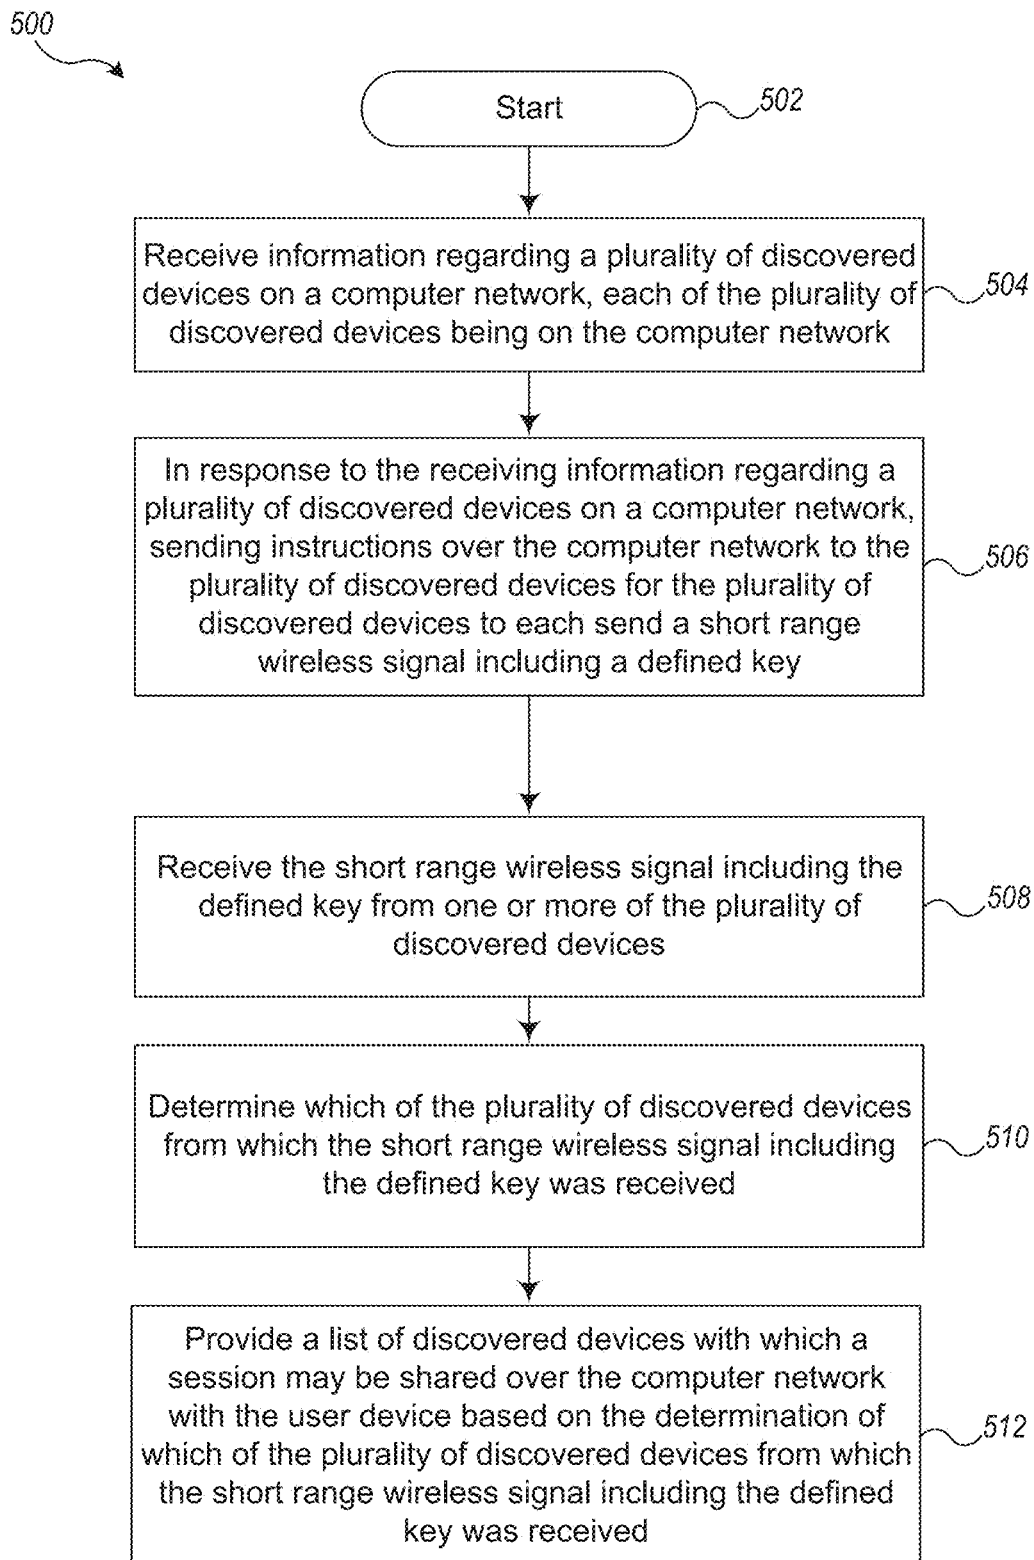 500
Start
502
Receive information regarding a plurality of discovered
devices on a computer network, each of the plurality of
discovered devices being on the computer network
504
In response to the receiving information regarding a
plurality of discovered devices on a computer network,
sending instructions over the computer network to the
plurality of discovered devices for the plurality of
discovered devices to each send a short range
wireless signal including a defined key
506
Receive the short range wireless signal including the
defined key from one or more of the plurality of
discovered devices
508
Determine which of the plurality of discovered devices
from which the short range wireless signal including
the defined key was received
510
Provide a list of discovered devices with which a
session may be shared over the computer network
with the user device based on the determination of
which of the plurality of discovered devices from which
the short range wireless signal including the defined
key was received
512